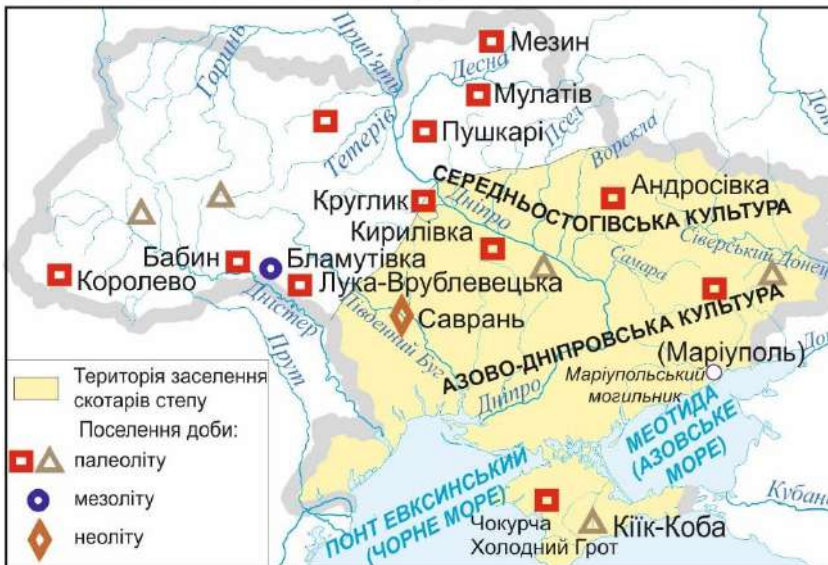 Мезин
Десна
Прип'ять
Горинь
Мулатів
Дон
Псел
Ворскла
Тетерів
Пушкарі
СЕРЕДНЬОСТОГІВСЬКА КУЛЬТУРА
Андросівка
Круглик
Дніпро
Кирилівка
Сіверський Донец
Самара
Бабин
Бламутівка
Королево
Лука-Врублевецька
Дністер
Південний Буг
Саврань
АЗОВО-ДНІПРОВСЬКА КУЛЬТУРА
Прут
Дніпро
(Маріуполь)
Маріупольський
могильник
До
МЕОТИДА
(АЗОВСЬКЕ
МОРЕ)
ПОНТ ЕВКСИНСЬКИЙ
(ЧОРНЕ МОРЕ)
Кубань
Чокурча
Холодний Грот
Кіїк-Коба
Територія заселення
скотарів степу
Поселення доби:
палеоліту
мезоліту
неоліту